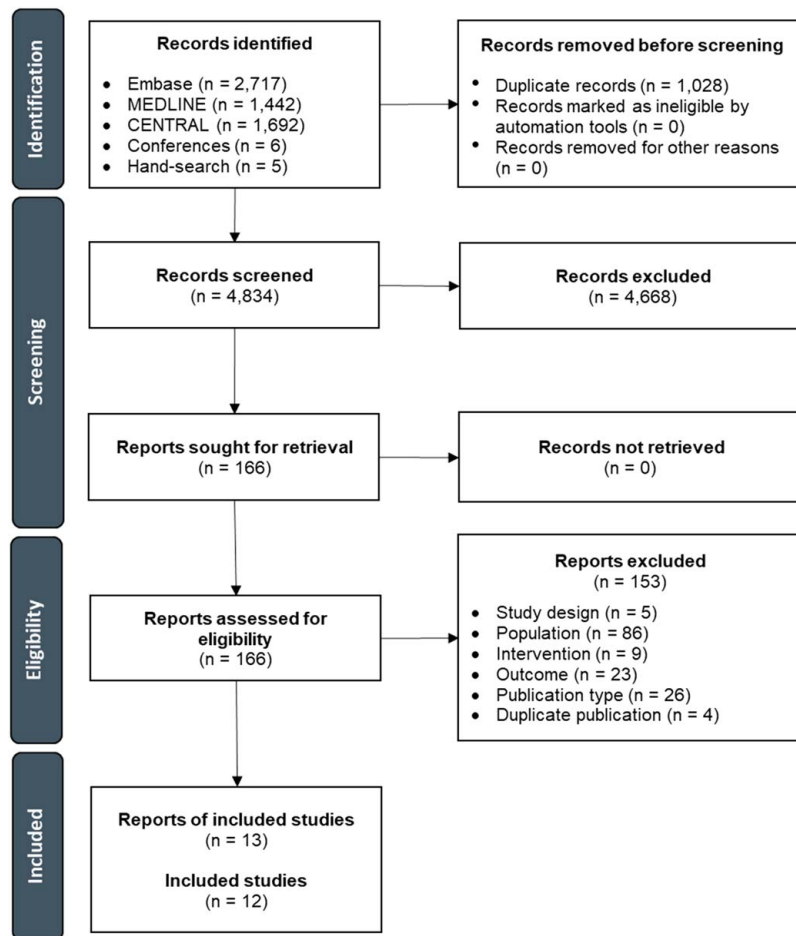 Identification
Records identified
• Embase (n = 2,717)
• MEDLINE (n = 1,442)
• CENTRAL (n = 1,692)
• Conferences (n = 6)
• Hand-search (n = 5)
Records removed before screening
• Duplicate records (n = 1,028)
• Records marked as ineligible by
automation tools (n = 0)
• Records removed for other reasons
(n = 0)
Screening
Records screened
(n = 4,834)
Records excluded
(n = 4,668)
Reports sought for retrieval
(n = 166)
Records not retrieved
(n = 0)
Eligibility
Reports assessed for
eligibility
(n = 166)
Reports excluded
(n = 153)
• Study design (n = 5)
• Population (n = 86)
• Intervention (n = 9)
• Outcome (n = 23)
• Publication type (n = 26)
• Duplicate publication (n = 4)
Included
Reports of included studies
(n = 13)
Included studies
(n = 12)